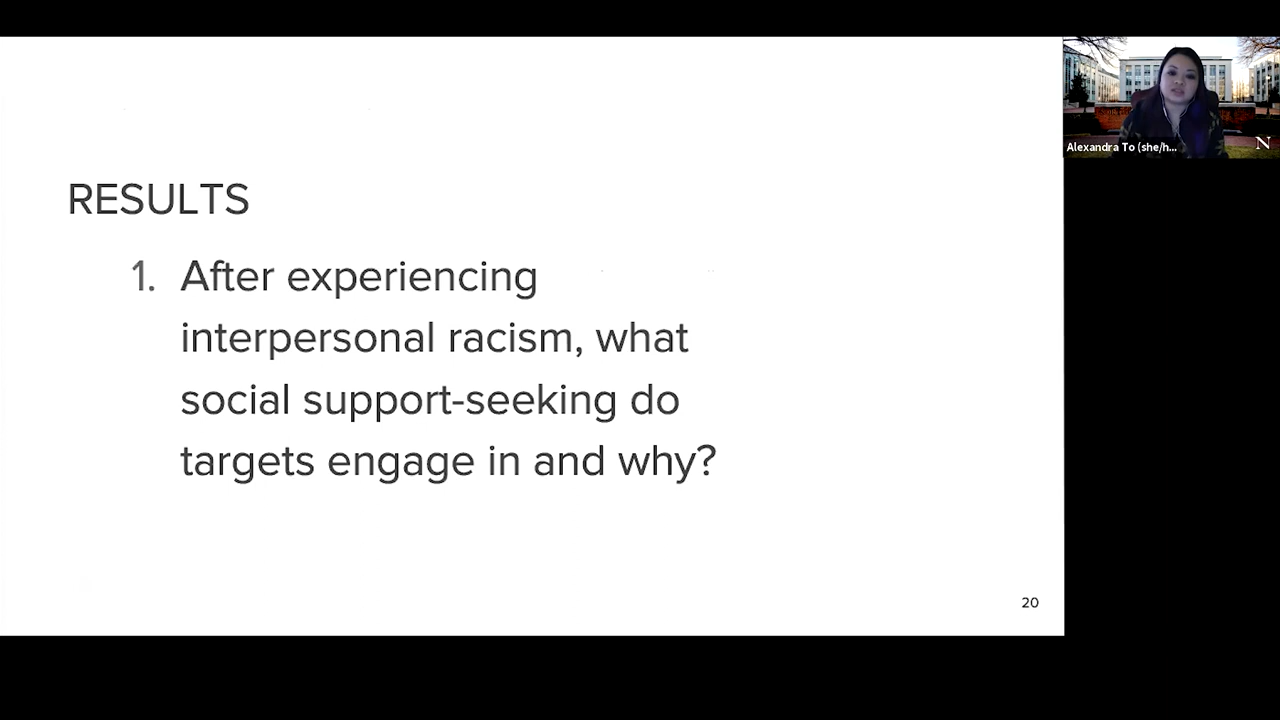 RESULTS
1. After experiencing
interpersonal racism, what
social support-seeking do
targets engage in and why?
20
Alexandra To (she/h...
N